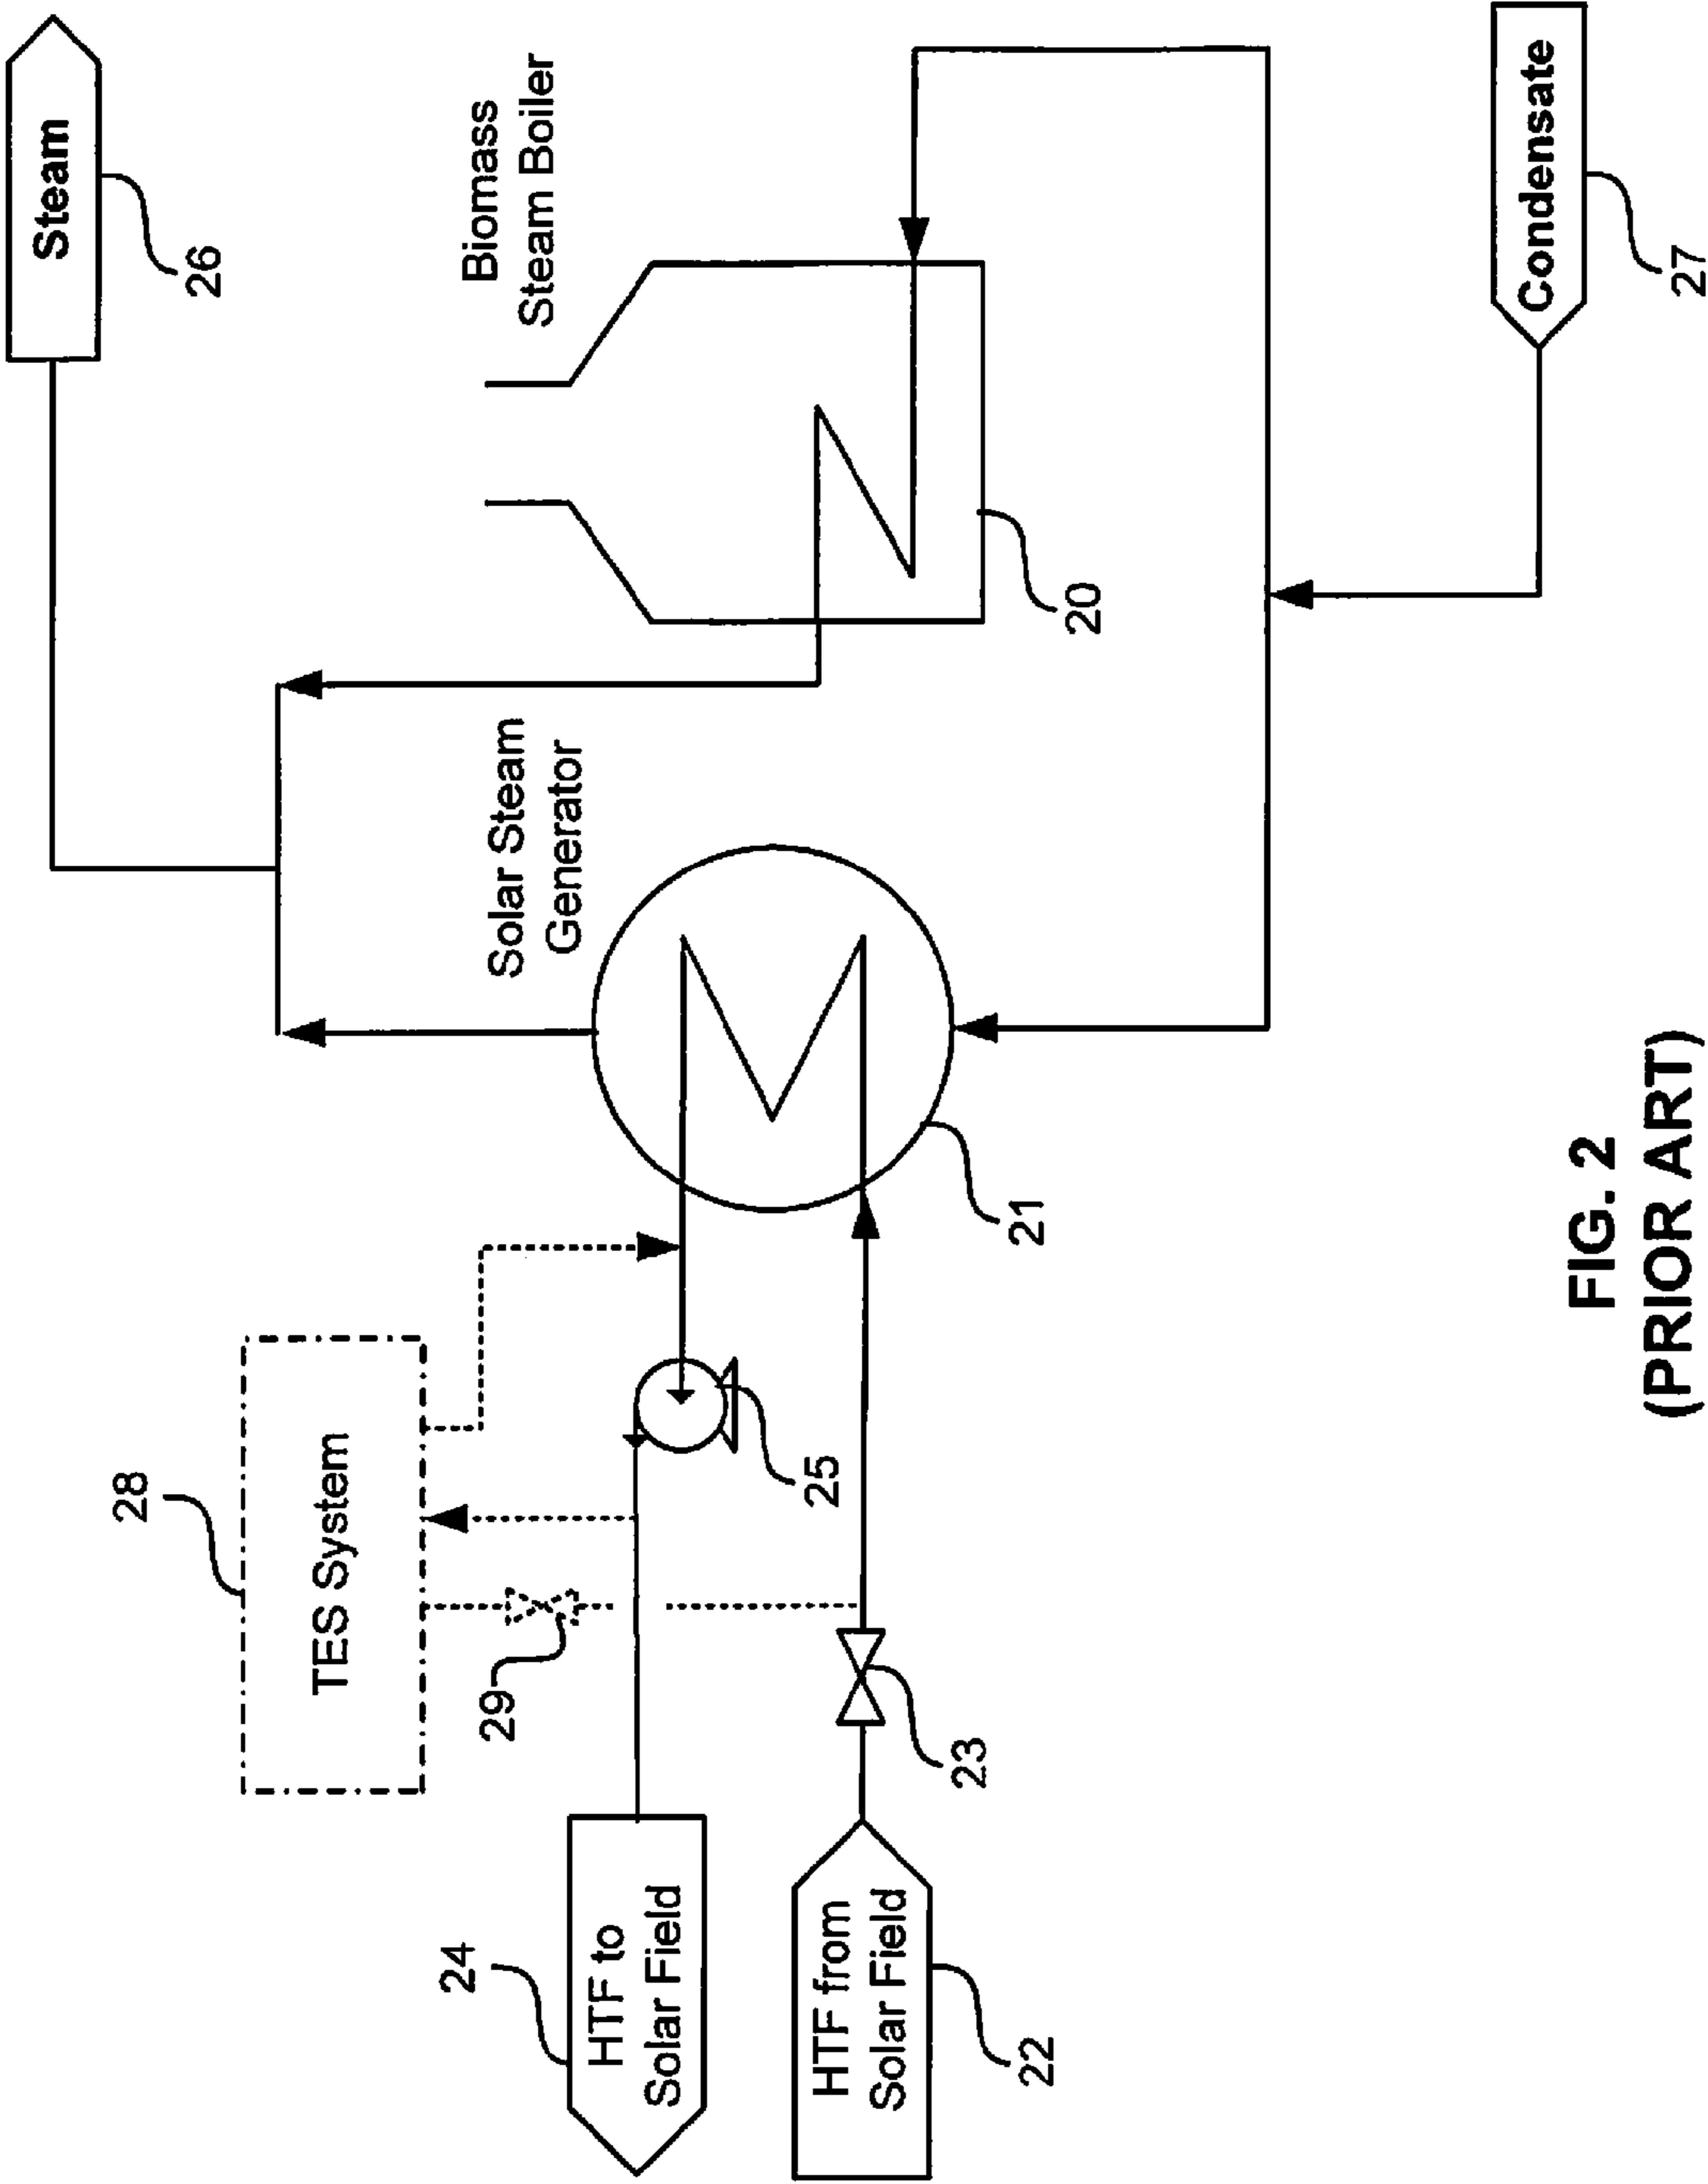 28
TES System
29
24
HTF to
Solar Field
HTF from
Solar Field
22
23
25
21
Solar Steam
Generator
Steam
26
Biomass
Steam Boiler
20
Condensate
27
FIG. 2
(PRIOR ART)